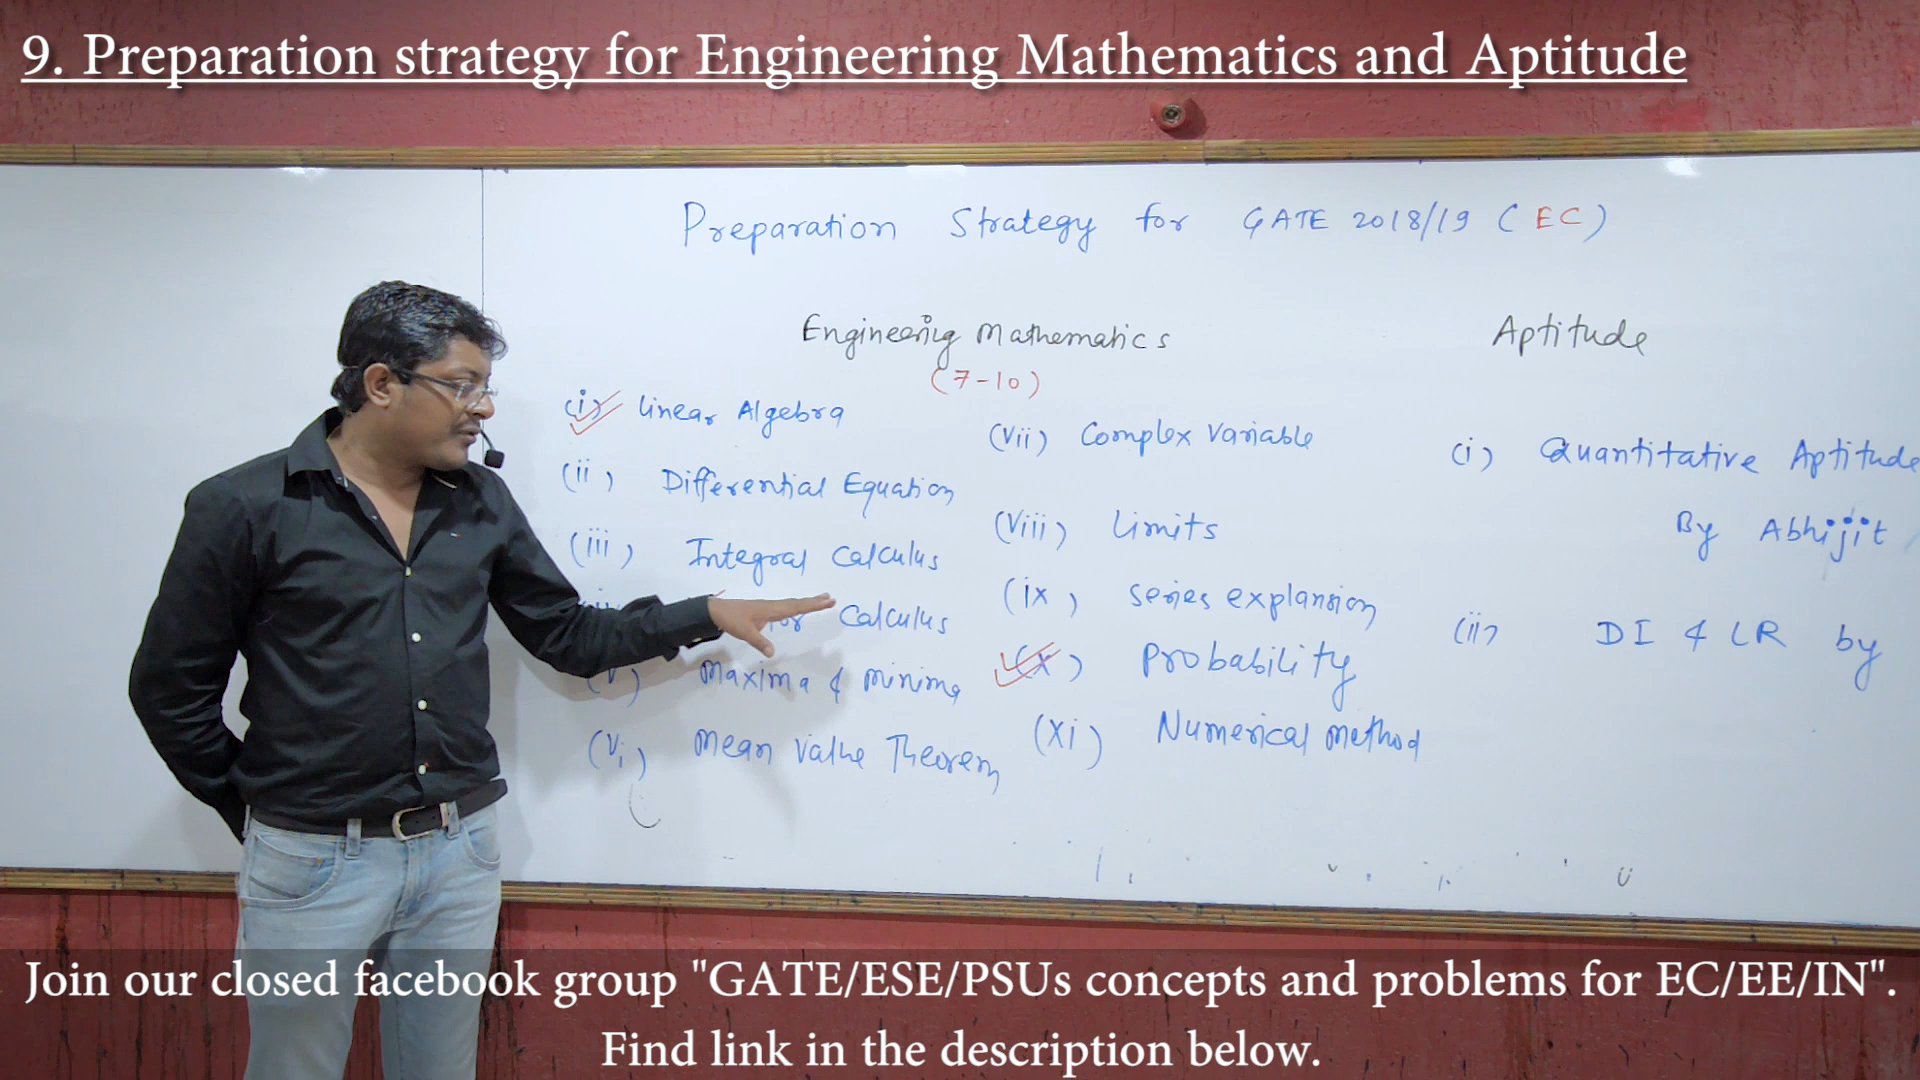 9. Preparation strategy for Engineering Mathematics and Aptitude
Preparation Strategy for GATE 2018/19 (EC)
Engineering Mathematics
(7-10)
(i) Linear Algebra
(ii) Differential Equation
(iii) Integral Calculus
Calculus
(v) Maxima & minima
(vi) Mean Value Theorem
(vii) Complex Variable
(viii) Limits
(ix) series explansion
(x) Probability
(xi) Numerical method
Aptitude
(i) Quantitative Aptitude
By Abhijit
(ii) DI & LR by
Join our closed facebook group "GATE/ESE/PSUs concepts and problems for EC/EE/IN".
Find link in the description below.